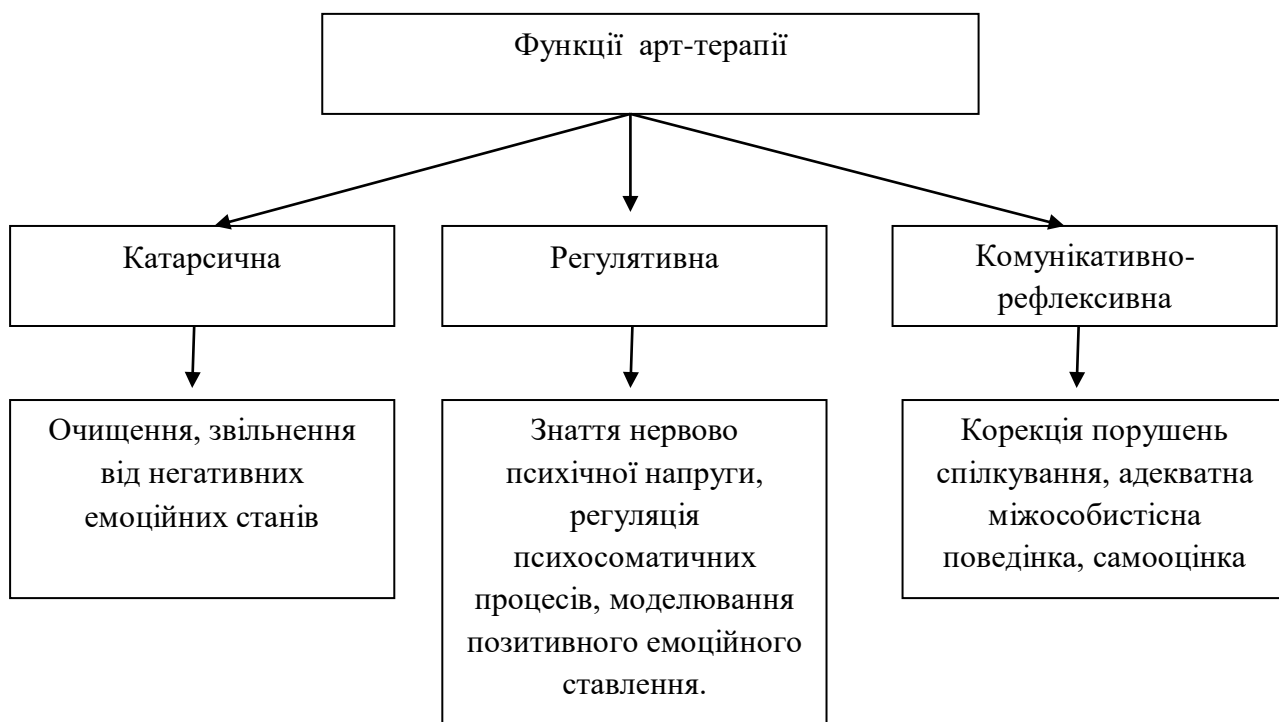 Функції арт-терапії
Катарсична
Регулятивна
Комунікативно-
рефлексивна
Очищення, звільнення
від негативних
емоційних станів
Знаття нервово
психічної напруги,
регуляція
психосоматичних
процесів, моделювання
позитивного емоційного
ставлення.
Корекція порушень
спілкування, адекватна
міжособистісна
поведінка, самооцінка